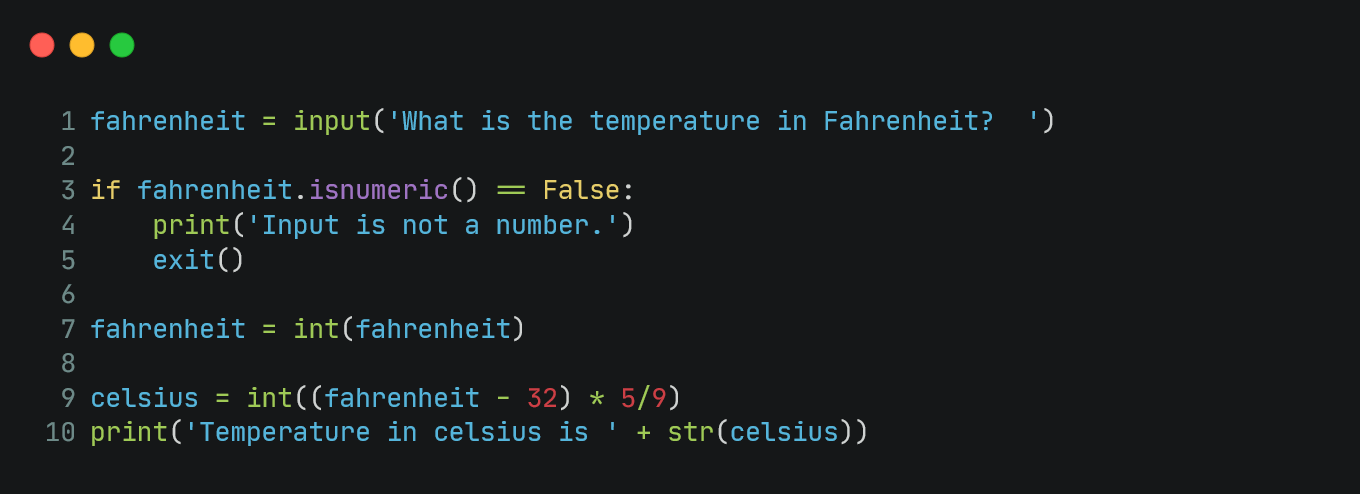 1 fahrenheit = input('What is the temperature in Fahrenheit?  ')
2
3 if fahrenheit.isnumeric() == False:
4     print('Input is not a number.')
5     exit()
6
7 fahrenheit = int(fahrenheit)
8
9 celsius = int((fahrenheit - 32) * 5/9)
10 print('Temperature in celsius is ' + str(celsius))